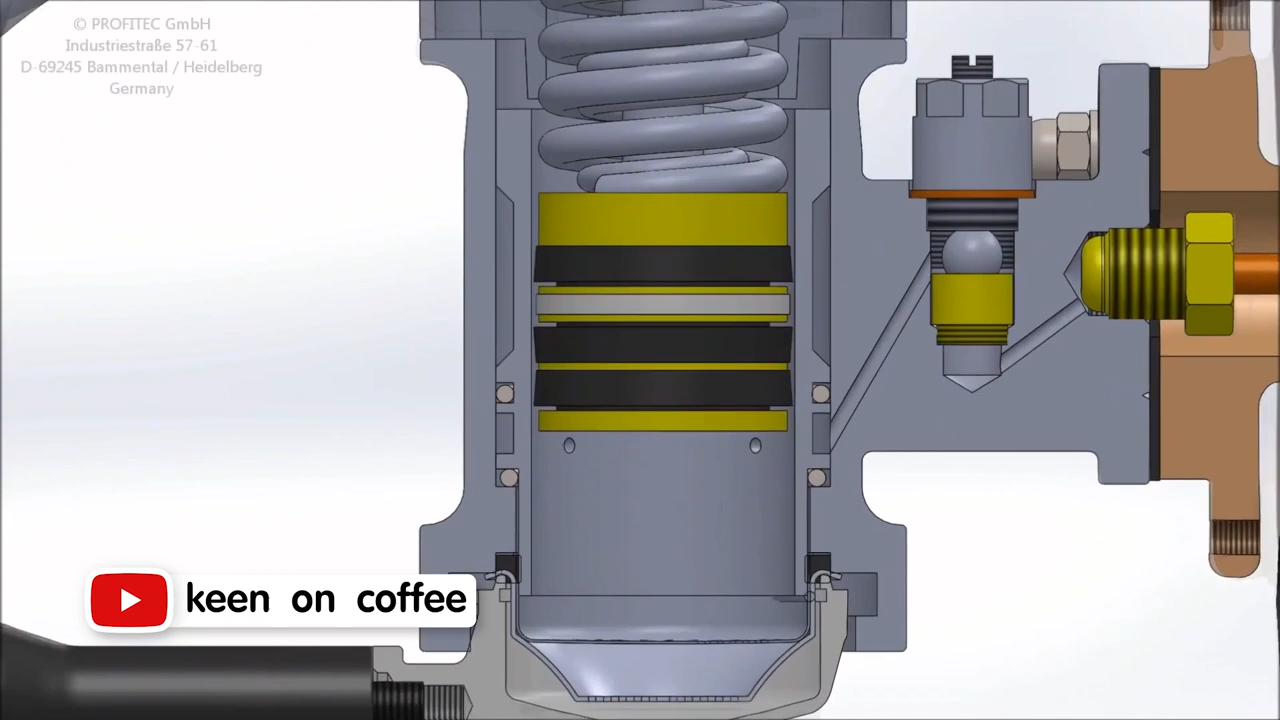 © PROFITEC GmbH
Industriestraße 57-61
D-69245 Bammental / Heidelberg
Germany
keen on coffee